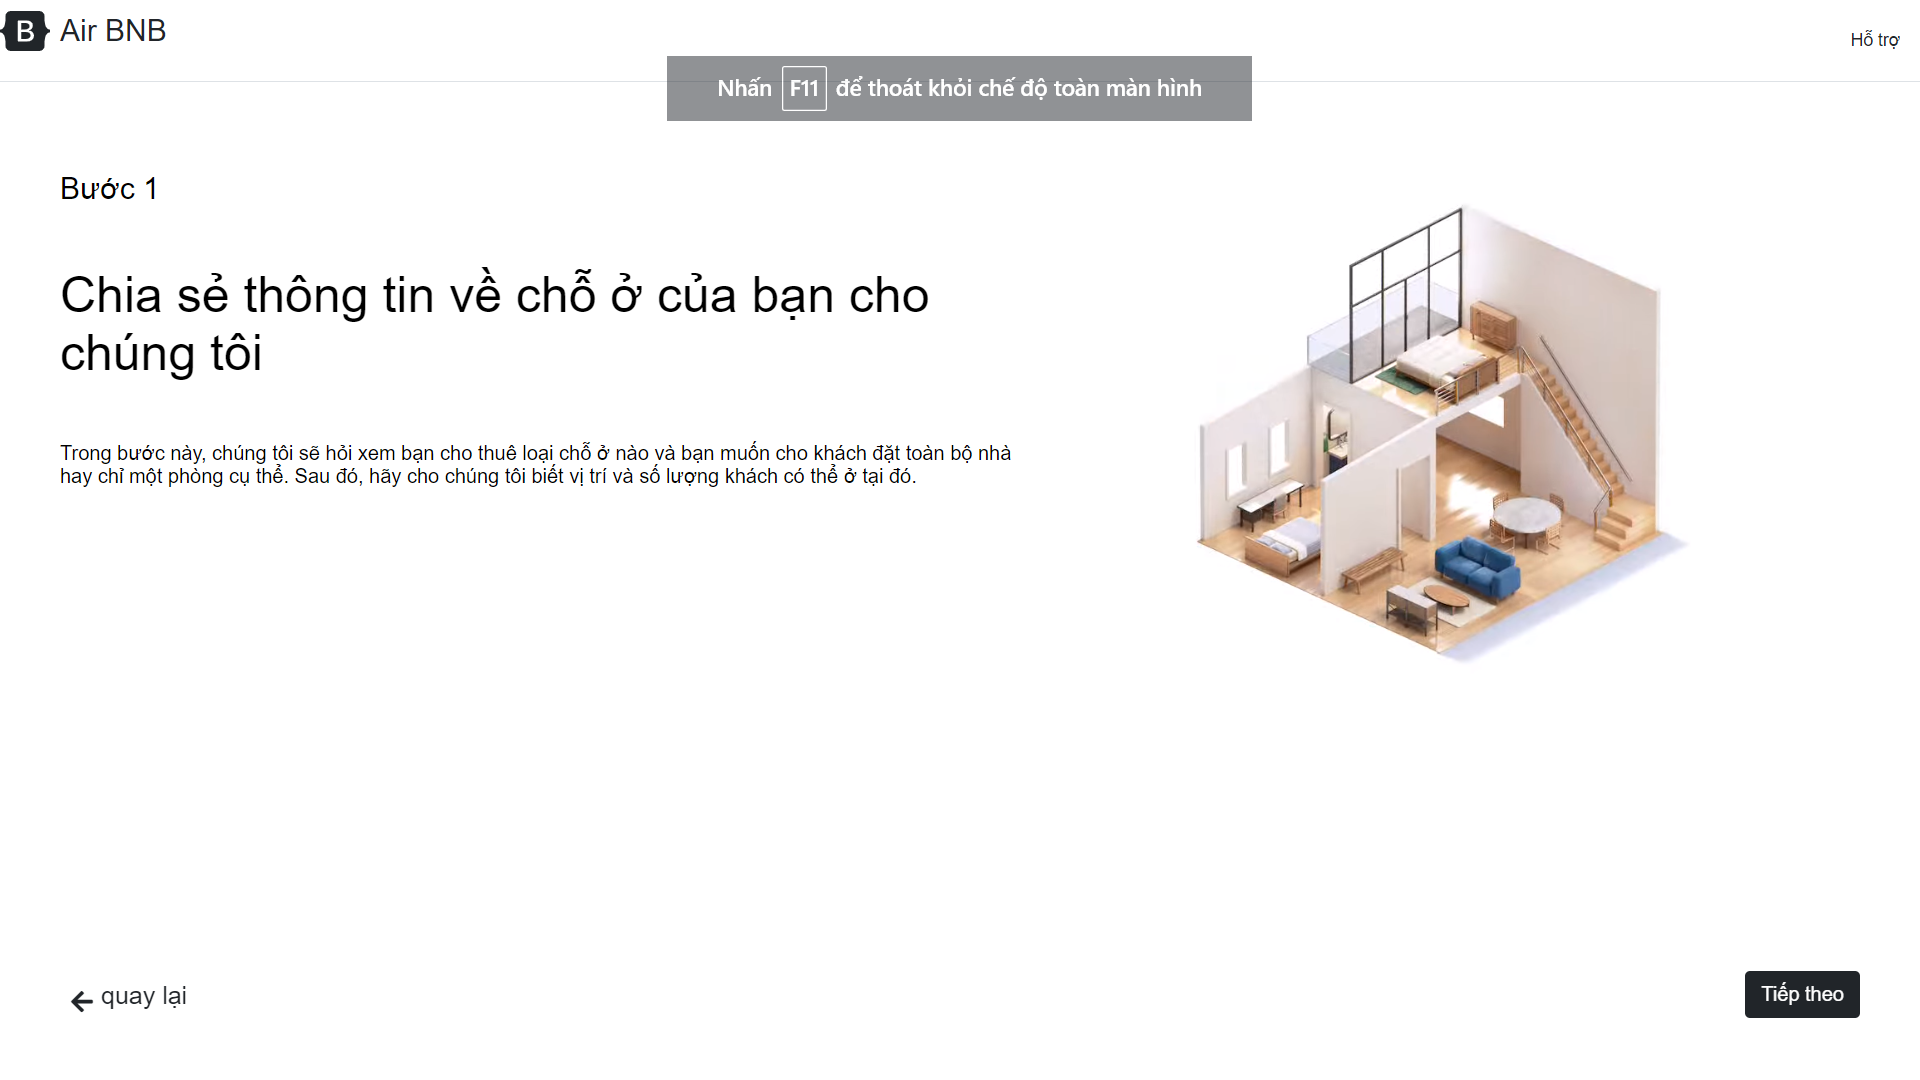 B Air BNB
Hỗ trợ
Nhấn F11 để thoát khỏi chế độ toàn màn hình
Bước 1
Chia sẻ thông tin về chỗ ở của bạn cho
chúng tôi
Trong bước này, chúng tôi sẽ hỏi xem bạn cho thuê loại chỗ ở nào và bạn muốn cho khách đặt toàn bộ nhà
hay chỉ một phòng cụ thể. Sau đó, hãy cho chúng tôi biết vị trí và số lượng khách có thể ở tại đó.
quay lại
Tiếp theo